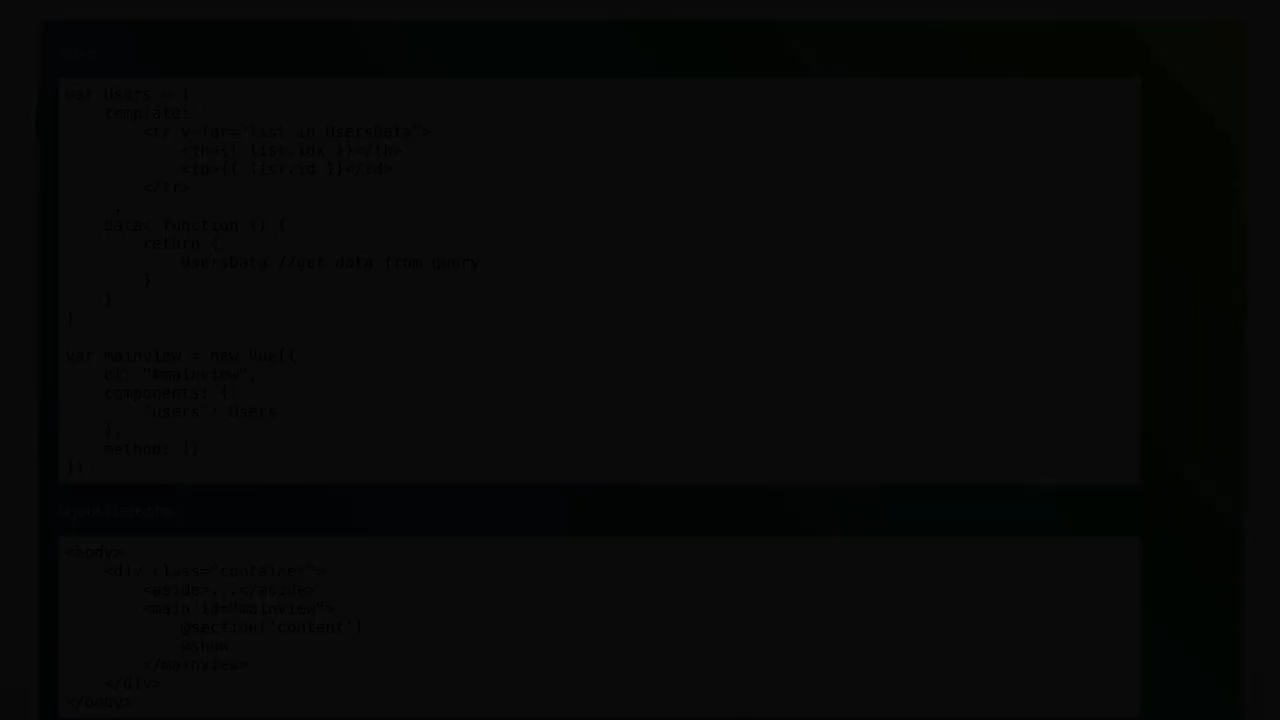 var Users = {
template: `
<tr v-for="list in UsersData">
<th>{{ list.idx }}</th>
<td>{{ list.id }}</td>
</tr>
`,
data: function () {
return {
UsersData //get data from query
}
}
}
var mainview = new Vue({
el: "#mainview",
components: {
'users': Users
},
method: {}
})
<body>
<div class="container">
<aside>...</aside>
<main id="mainview">
@section('content')
@show
</mainview>
</div>
</body>